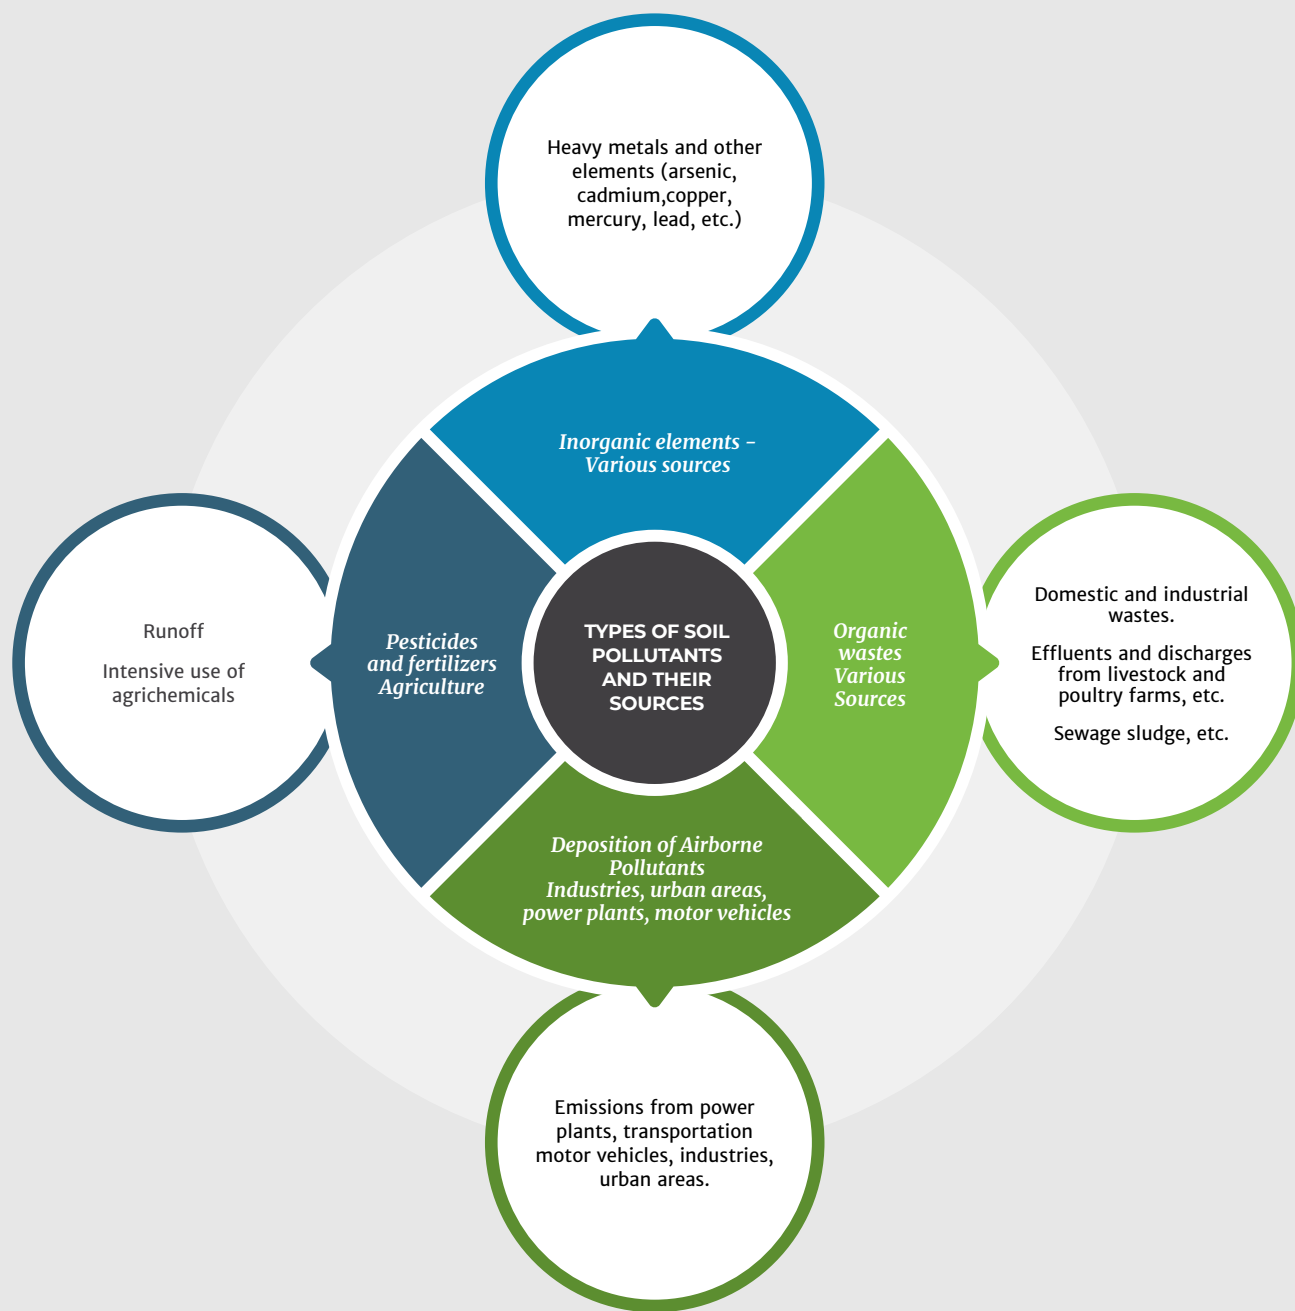 Heavy metals and other
elements (arsenic,
cadmium,copper,
mercury, lead, etc.)
Inorganic elements –
Various sources
Runoff
Intensive use of
agrichemicals
Pesticides
and fertilizers
Agriculture
TYPES OF SOIL
POLLUTANTS
AND THEIR
SOURCES
Organic
wastes
Various
Sources
Domestic and industrial
wastes.
Effluents and discharges
from livestock and
poultry farms, etc.
Sewage sludge, etc.
Deposition of Airborne
Pollutants
Industries, urban areas,
power plants, motor vehicles
Emissions from power
plants, transportation
motor vehicles, industries,
urban areas.